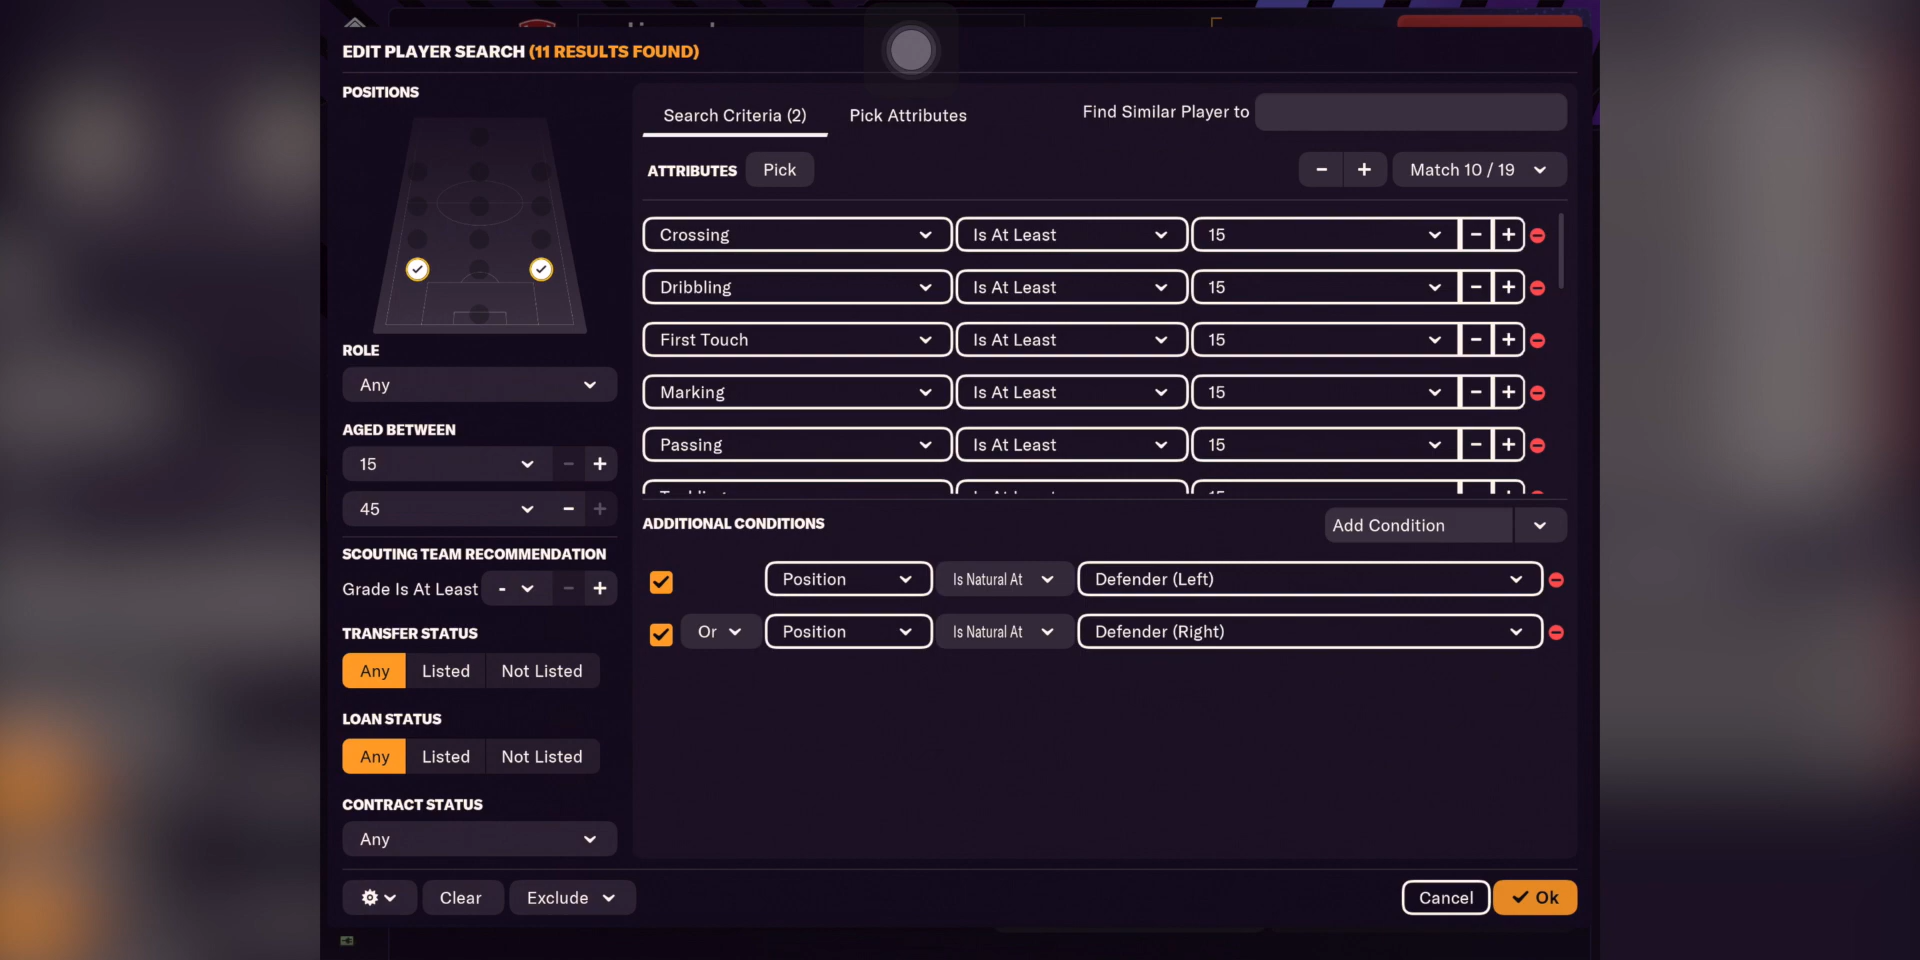 EDIT PLAYER SEARCH (11 RESULTS FOUND)
POSITIONS
ROLE
Any
AGED BETWEEN
15
45
SCOUTING TEAM RECOMMENDATION
Grade Is At Least -
TRANSFER STATUS
Any Listed Not Listed
LOAN STATUS
Any Listed Not Listed
CONTRACT STATUS
Any
Search Criteria (2) Pick Attributes Find Similar Player to
ATTRIBUTES Pick - + Match 10 / 19
Crossing Is At Least 15 - +
Dribbling Is At Least 15 - +
First Touch Is At Least 15 - +
Marking Is At Least 15 - +
Passing Is At Least 15 - +
ADDITIONAL CONDITIONS Add Condition
Position Is Natural At Defender (Left)
Or Position Is Natural At Defender (Right)
Clear Exclude Cancel Ok